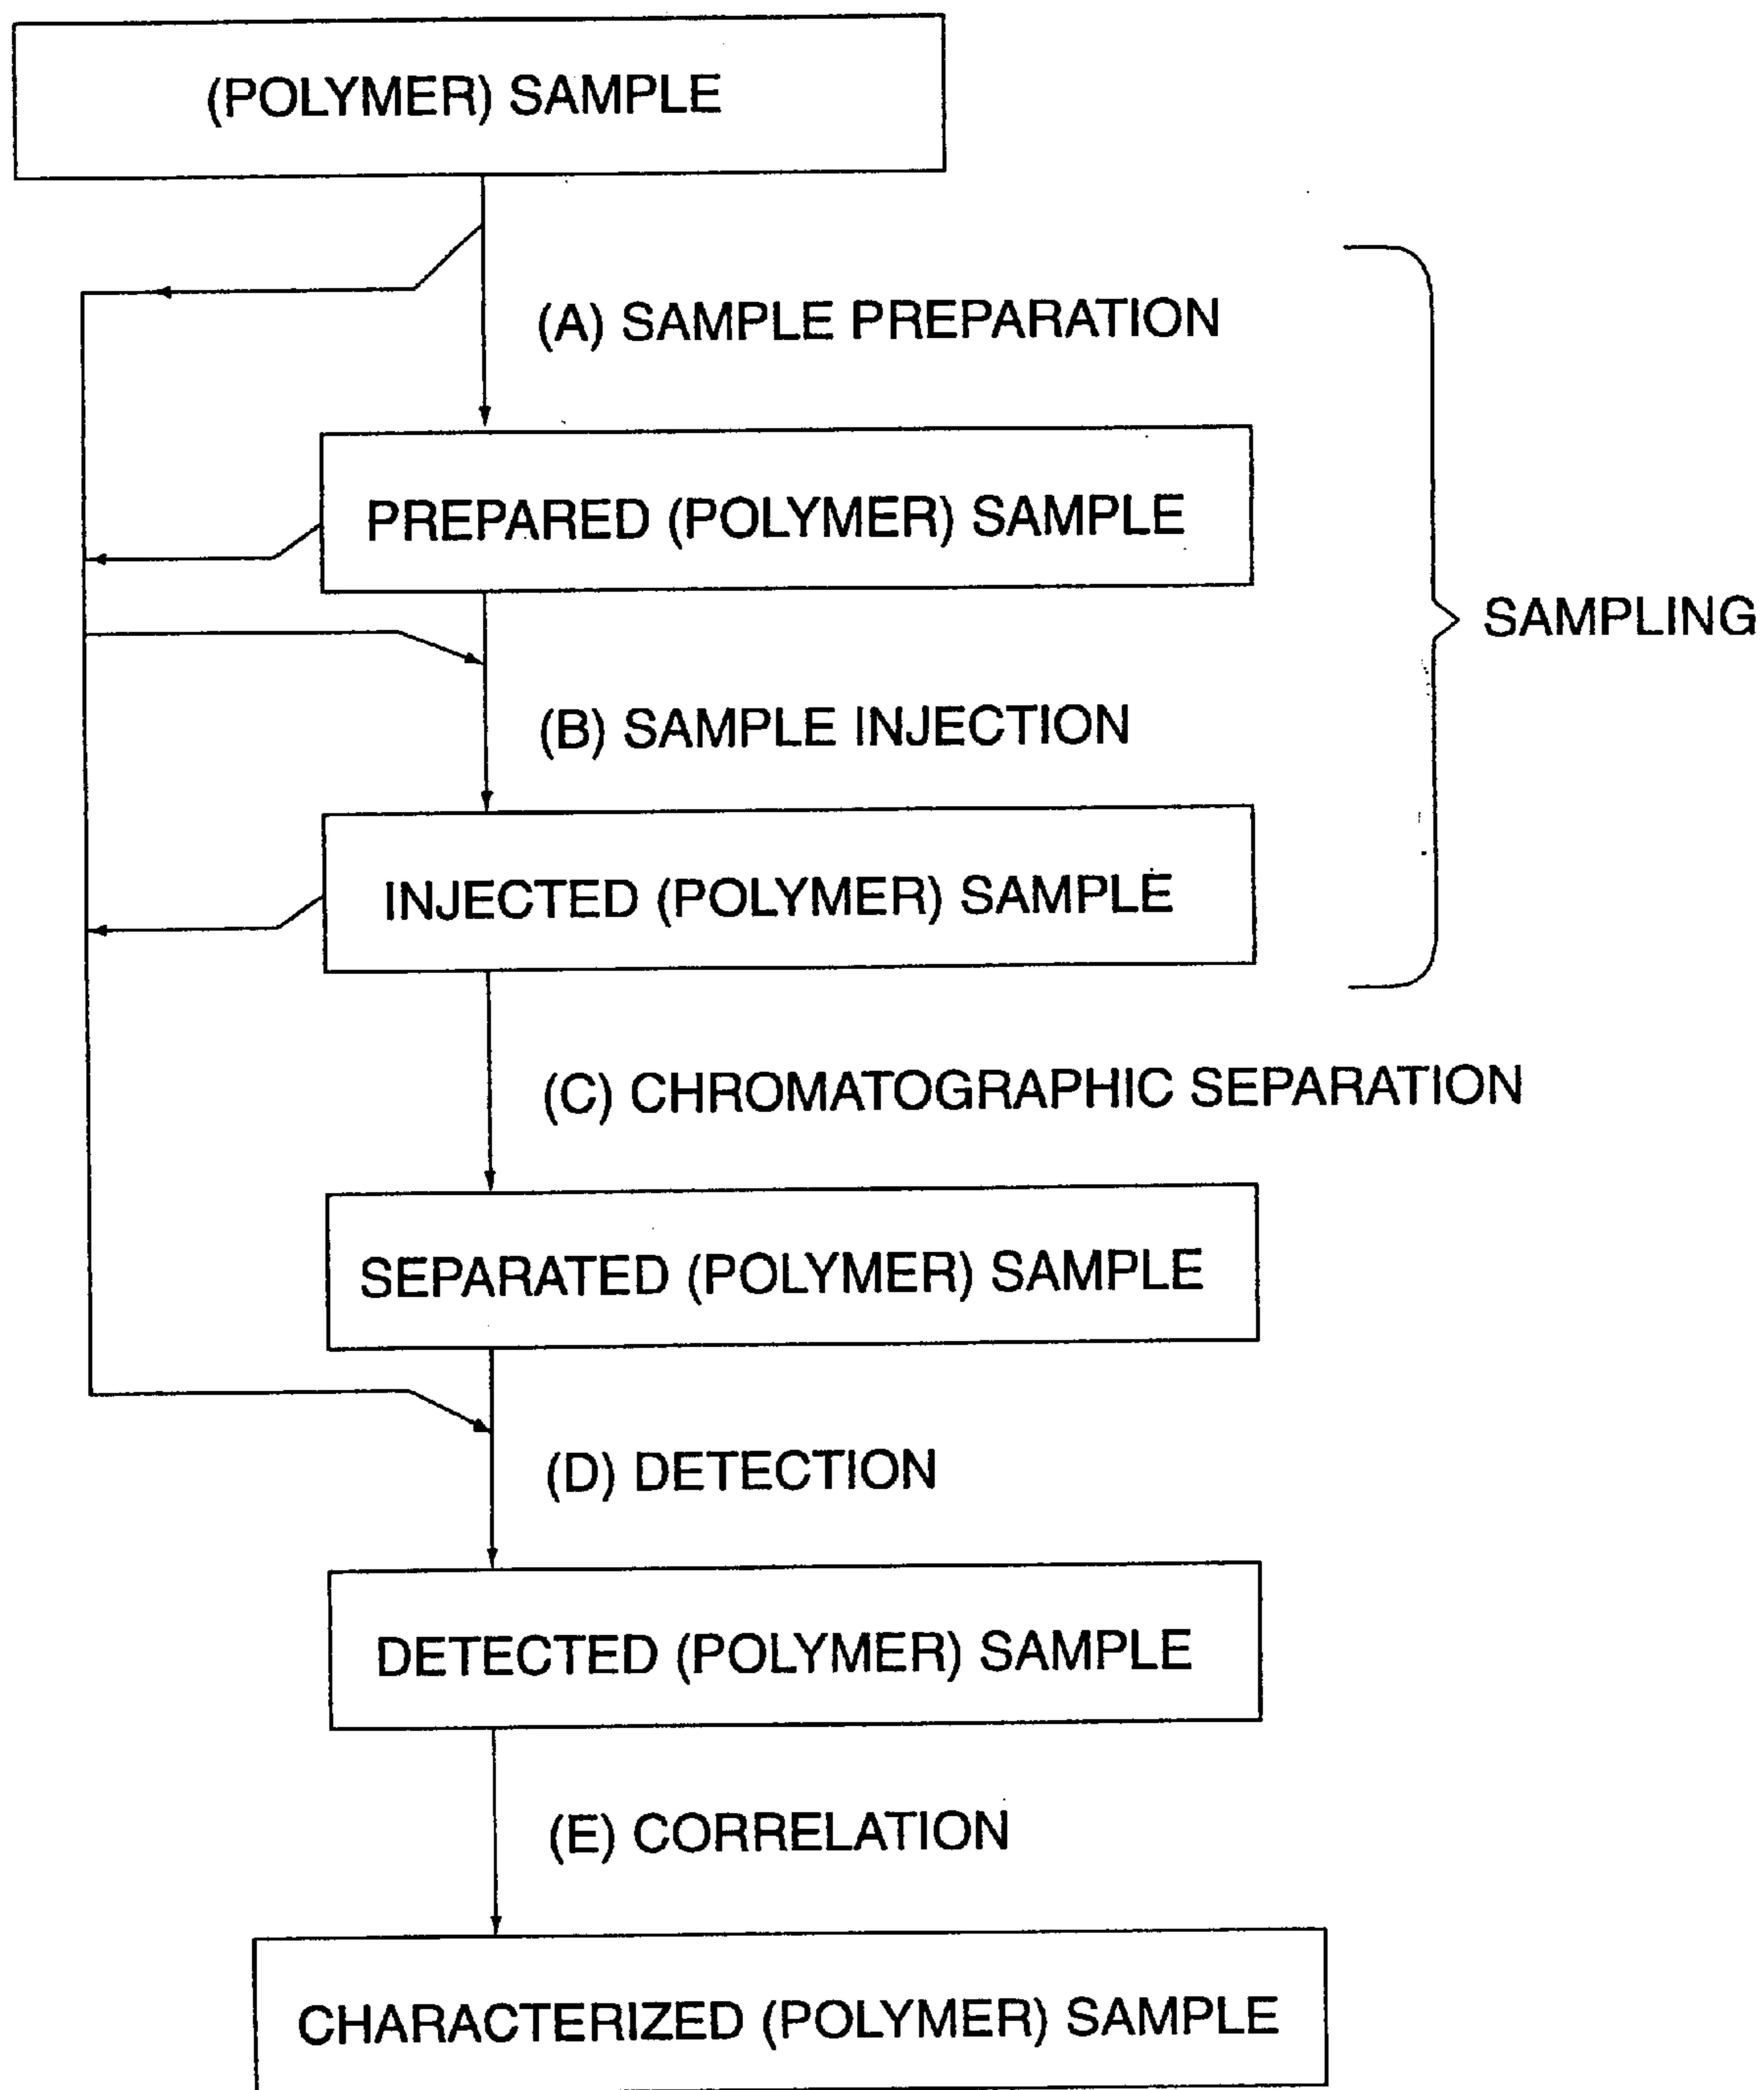 (POLYMER) SAMPLE
(A) SAMPLE PREPARATION
PREPARED (POLYMER) SAMPLE
SAMPLING
(B) SAMPLE INJECTION
INJECTED (POLYMER) SAMPLE
(C) CHROMATOGRAPHIC SEPARATION
SEPARATED (POLYMER) SAMPLE
(D) DETECTION
DETECTED (POLYMER) SAMPLE
(E) CORRELATION
CHARACTERIZED (POLYMER) SAMPLE